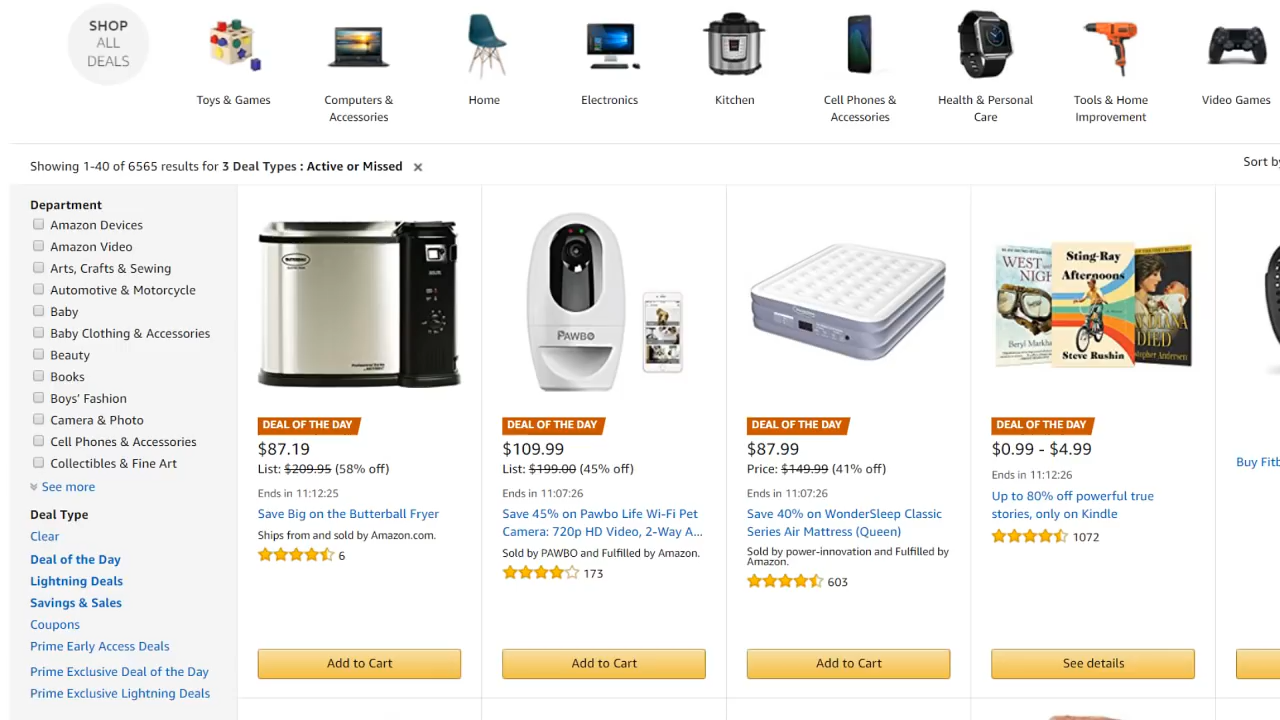 SHOP
ALL
DEALS
Toys & Games
Computers &
Accessories
Home
Electronics
Kitchen
Cell Phones &
Accessories
Health & Personal
Care
Tools & Home
Improvement
Video Games
Showing 1-40 of 6565 results for 3 Deal Types : Active or Missed ×
Sort by
Department
Amazon Devices
Amazon Video
Arts, Crafts & Sewing
Automotive & Motorcycle
Baby
Baby Clothing & Accessories
Beauty
Books
Boys' Fashion
Camera & Photo
Cell Phones & Accessories
Collectibles & Fine Art
See more
Deal Type
Clear
Deal of the Day
Lightning Deals
Savings & Sales
Coupons
Prime Early Access Deals
Prime Exclusive Deal of the Day
Prime Exclusive Lightning Deals
DEAL OF THE DAY
$87.19
List: $209.95 (58% off)
Ends in 11:12:25
Save Big on the Butterball Fryer
Ships from and sold by Amazon.com.
6
Add to Cart
PAWBO
DEAL OF THE DAY
$109.99
List: $199.00 (45% off)
Ends in 11:07:26
Save 45% on Pawbo Life Wi-Fi Pet
Camera: 720p HD Video, 2-Way A...
Sold by PAWBO and Fulfilled by Amazon.
173
Add to Cart
DEAL OF THE DAY
$87.99
Price: $149.99 (41% off)
Ends in 11:07:26
Save 40% on WonderSleep Classic
Series Air Mattress (Queen)
Sold by power-innovation and Fulfilled by
Amazon.
603
Add to Cart
WEST
NIG
Beryl Markha
Sting-Ray
Afternoons
Steve Rushin
DIED
stopher Andersen
DEAL OF THE DAY
$0.99 - $4.99
Ends in 11:12:26
Up to 80% off powerful true
stories, only on Kindle
1072
See details
Buy Fitb